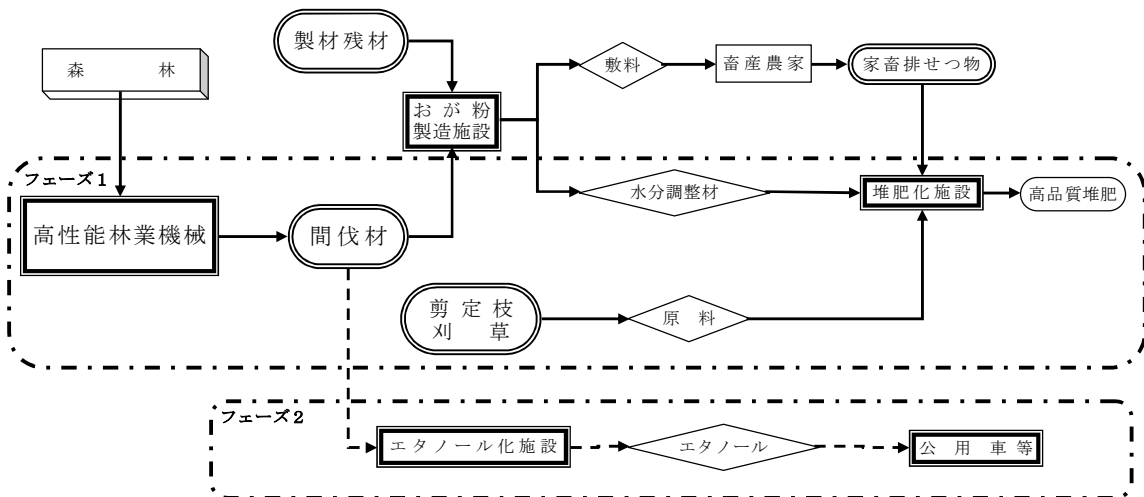 製材残材
森　　　林
敷料
畜産農家
家畜排せつ物
おが粉
製造施設
フェーズ１
水分調整材
堆肥化施設
高品質堆肥
高性能林業機械
間伐材
剪定枝
刈　草
原　料
フェーズ２
エタノール化施設
エタノール
公用車等